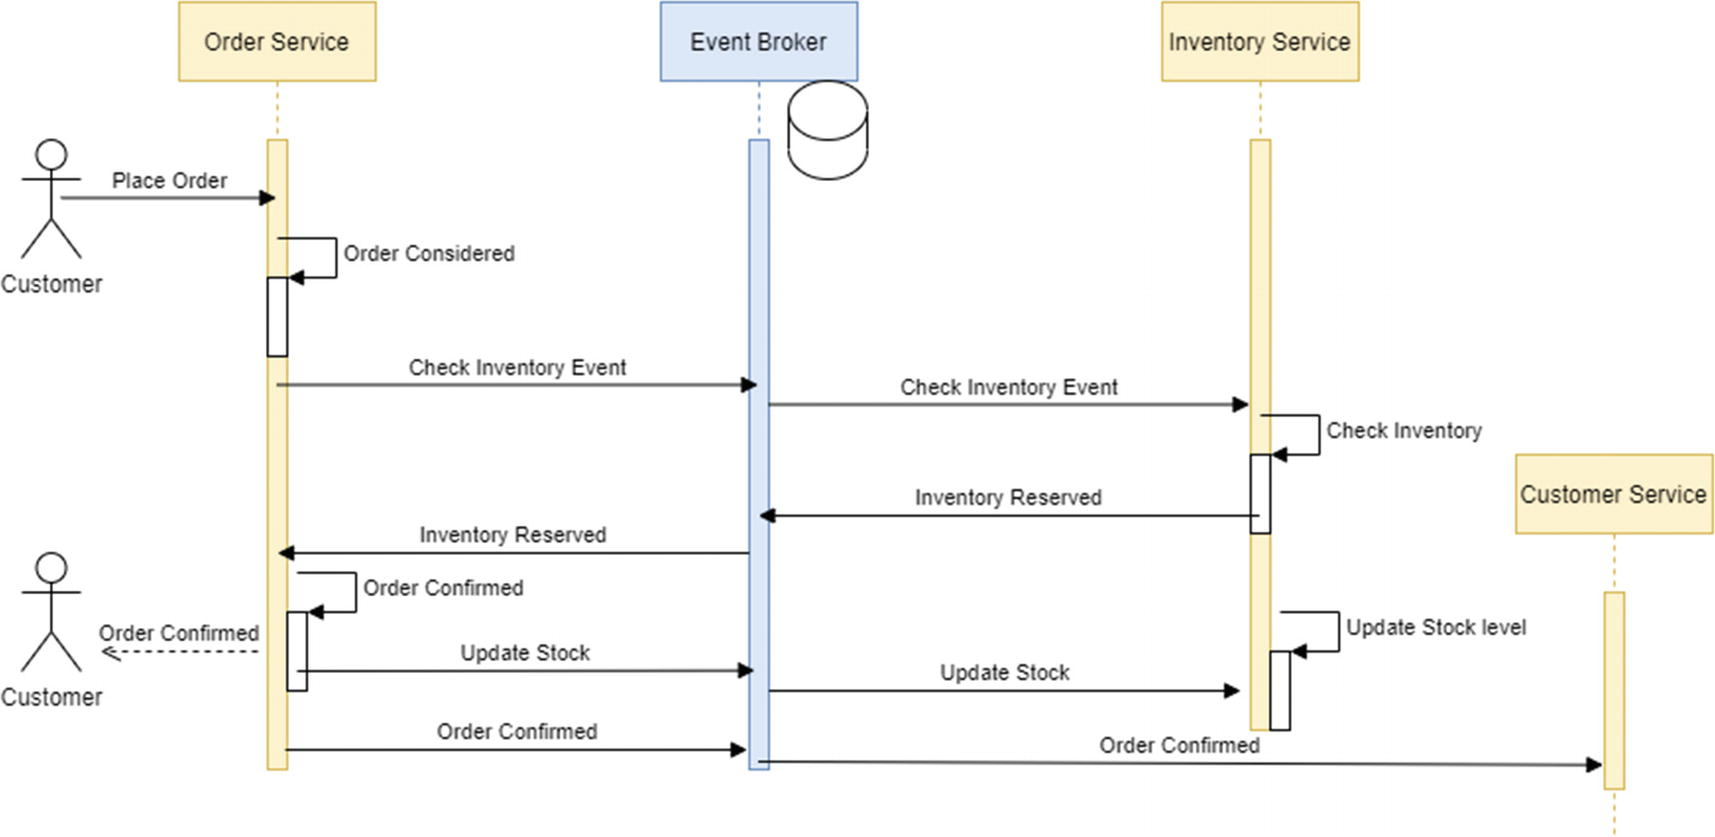 Order Service
Event Broker
Inventory Service
Place Order
Order Considered
Customer
Check Inventory Event
Check Inventory Event
Check Inventory
Customer Service
Inventory Reserved
Inventory Reserved
Order Confirmed
Order Confirmed
Update Stock level
Update Stock
Update Stock
Customer
Order Confirmed
Order Confirmed